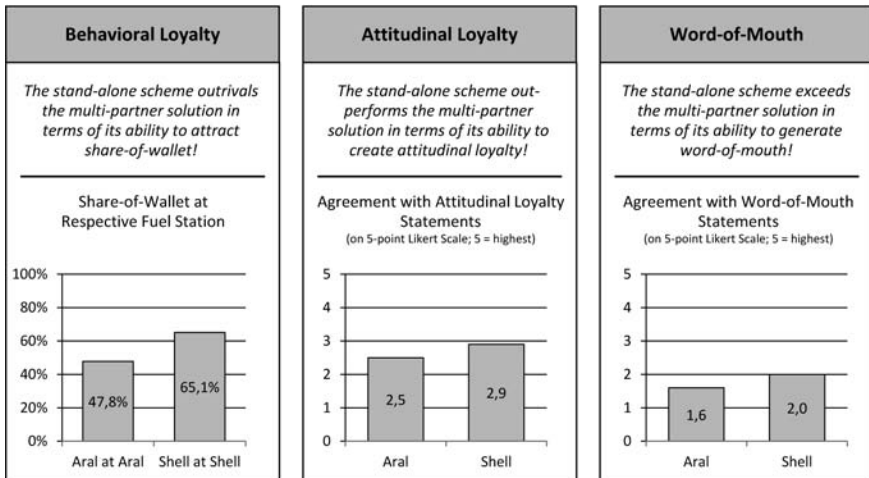 Behavioral Loyalty
The stand-alone scheme outrivals
the multi-partner solution in
terms of its ability to attract
share-of-wallet!
Share-of-Wallet at
Respective Fuel Station
100%
80%
60%
40%
20%
0%
47,8%
65,1%
Aral at Aral
Shell at Shell
Attitudinal Loyalty
The stand-alone scheme out-
performs the multi-partner
solution in terms of its ability to
create attitudinal loyalty!
Agreement with Attitudinal Loyalty
Statements
(on 5-point Likert Scale; 5 = highest)
5
4
3
2
1
0
2,5
2,9
Aral
Shell
Word-of-Mouth
The stand-alone scheme exceeds
the multi-partner solution in
terms of its ability to generate
word-of-mouth!
Agreement with Word-of-Mouth
Statements
(on 5-point Likert Scale; 5 = highest)
5
4
3
2
1
0
1,6
2,0
Aral
Shell